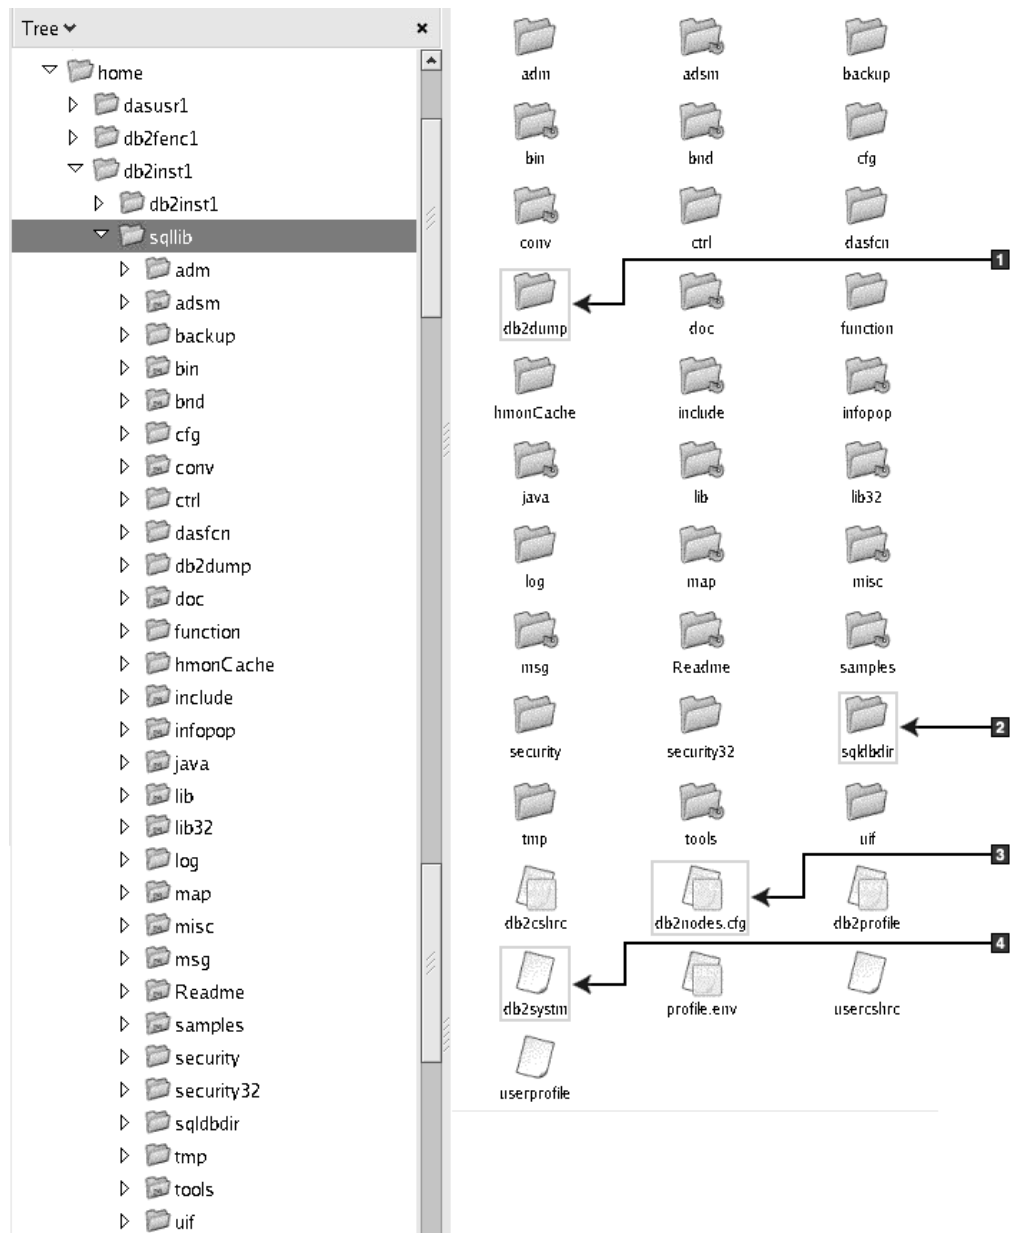 Tree
home
dasusr1
db2fenc1
db2inst1
db2inst1
sqllib
adm
adsm
backup
bin
bnd
cfg
conv
ctrl
dasfcn
db2dump
doc
function
hmonCache
include
infopop
java
lib
lib32
log
map
misc
msg
Readme
samples
security
security32
sqldbdir
tmp
tools
uif
adm adsm backup
bin bnd cfg
conv ctrl dasfcn
1
db2dump doc function
hmonCache include infopop
java lib lib32
log map misc
msg Readme samples
2
security security32 sqldbdir
tmp tools uif
3
db2cshrc db2nodes.cfg db2profile
4
db2systm profile.env usercshrc
userprofile